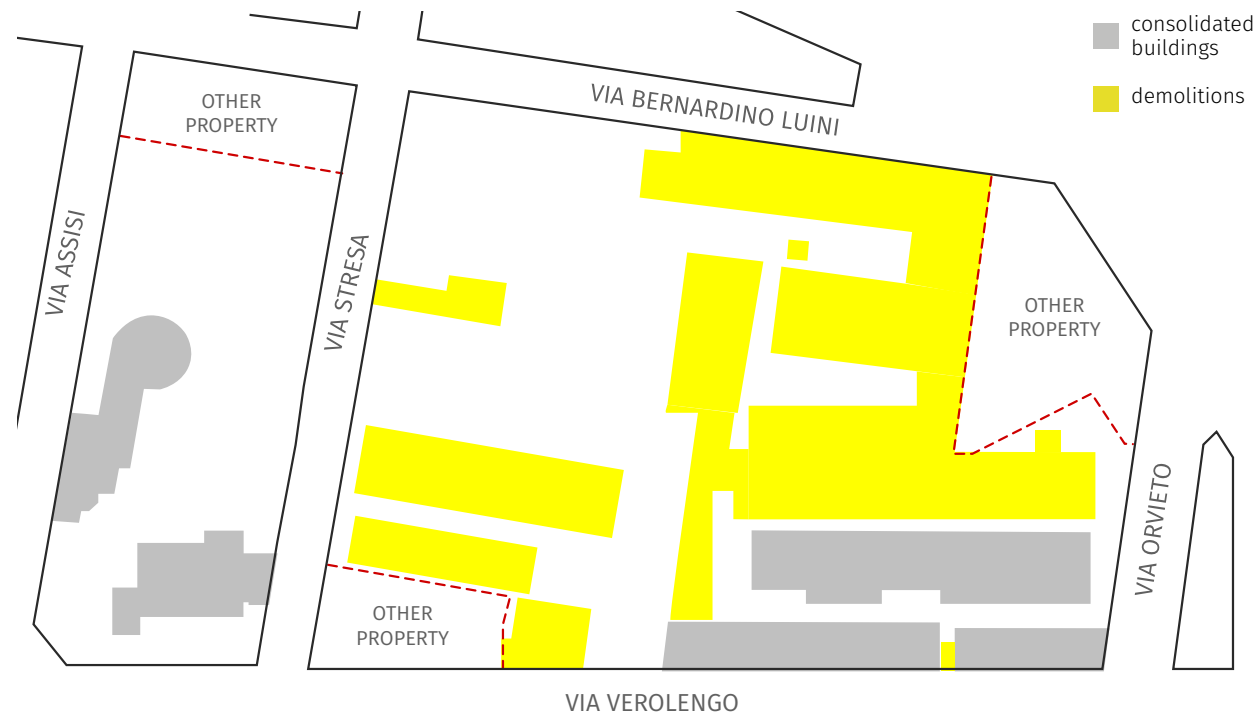 consolidated
buildings
demolitions
OTHER
PROPERTY
VIA BERNARDINO LUINI
VIA ASSISI
VIA STRESA
OTHER
PROPERTY
VIA ORVIETO
OTHER
PROPERTY
VIA VEROLENGO